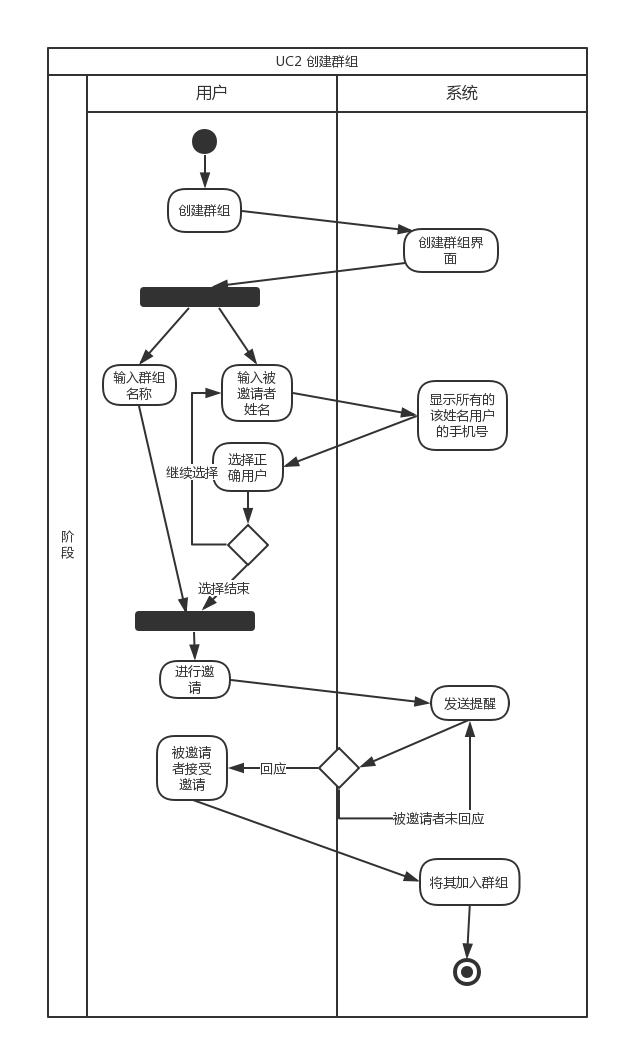 UC2 创建群组
用户
系统
创建群组
创建群组界
面
输入群组
名称
输入被
邀请者
姓名
显示所有的
该姓名用户
的手机号
选择正
确用户
继续选择
阶
段
选择结束
进行邀
请
发送提醒
被邀请
者接受
邀请
回应
被邀请者未回应
将其加入群组